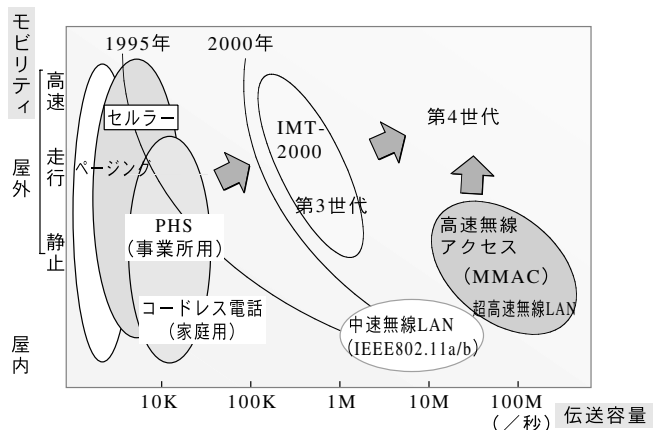 モビリティ
1995年
2000年
高速
走行
静止
屋外
屋内
セルラー
ページング
PHS
（事業所用）
コードレス電話
（家庭用）
IMT-
2000
第3世代
第4世代
高速無線
アクセス
（MMAC）
超高速無線LAN
中速無線LAN
（IEEE802.11a/b）
10K
100K
1M
10M
100M
（／秒）
伝送容量